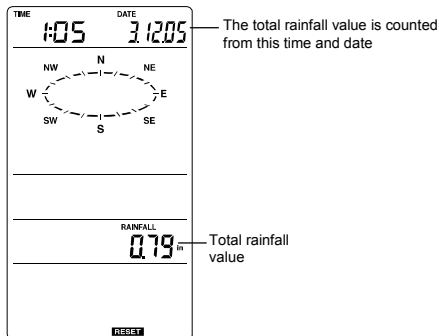 TIME DATE
1:05 3.12.05
The total rainfall value is counted
from this time and date
N
NW NE
W E
SW SE
S
RAINFALL
0.79 in
Total rainfall
value
RESET